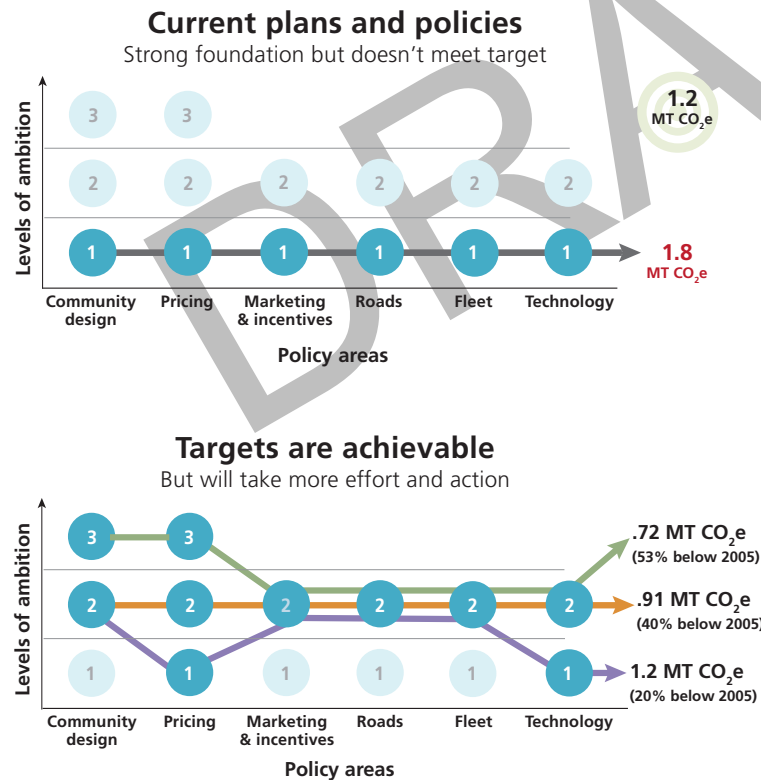 Current plans and policies
Strong foundation but doesn't meet target
Levels of ambition
3 3
1.2
MT CO₂e
2 2 2 2 2 2
1 1 1 1 1 1
1.8
MT CO₂e
Community design
Pricing
Marketing & incentives
Roads
Fleet
Technology
Policy areas
DRA
Targets are achievable
But will take more effort and action
Levels of ambition
3 3
.72 MT CO₂e
(53% below 2005)
2 2 2 2 2 2
.91 MT CO₂e
(40% below 2005)
1 1 1 1 1 1
1.2 MT CO₂e
(20% below 2005)
Community design
Pricing
Marketing & incentives
Roads
Fleet
Technology
Policy areas